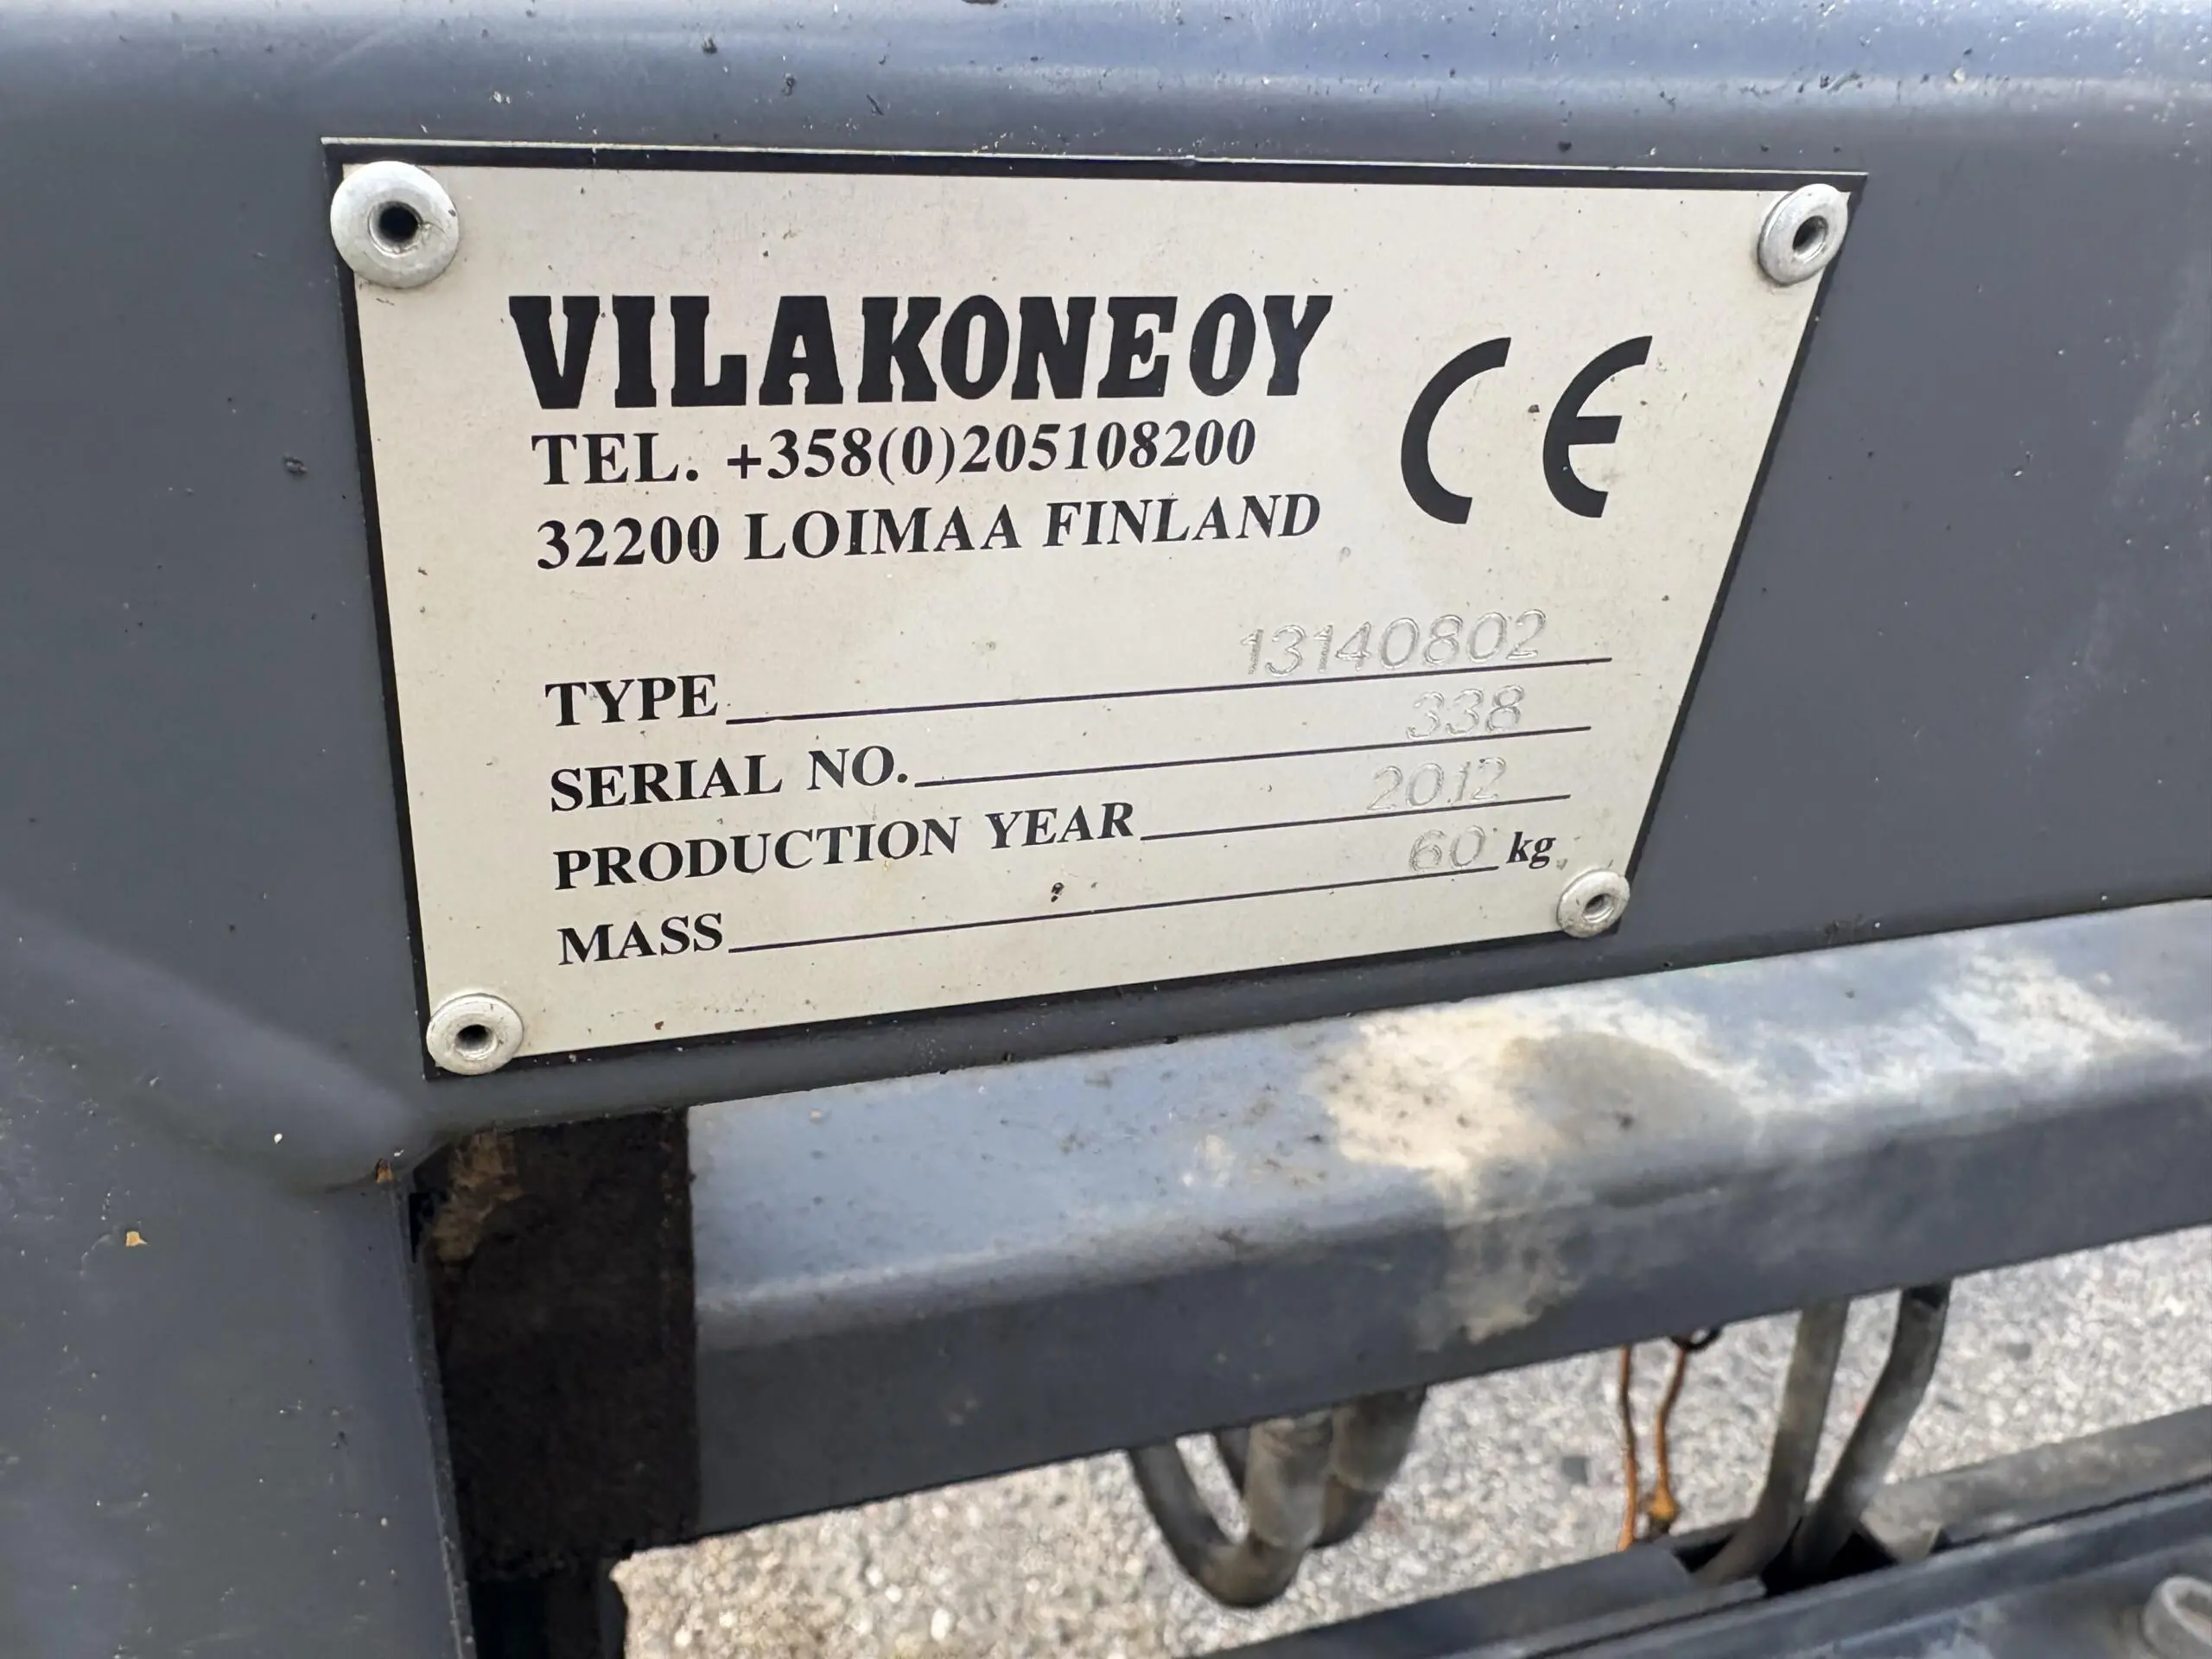 VILAKONE OY
TEL. +358(0)205108200
32200 LOIMAA FINLAND
CE
TYPE 13140802
SERIAL NO. 338
PRODUCTION YEAR 2012
MASS 60 kg